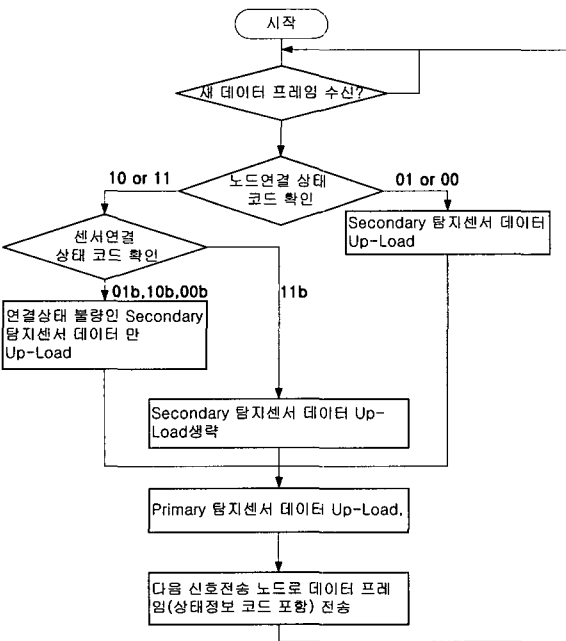 시작
새 데이터 프레임 수신?
노드연결 상태
코드 확인
10 or 11
01 or 00
센서연결
상태 코드 확인
Secondary 탐지센서 데이터
Up-Load
01b,10b,00b
11b
연결상태 불량인 Secondary
탐지센서 데이터 만
Up-Load
Secondary 탐지센서 데이터 Up-
Load생략
Primary 탐지센서 데이터 Up-Load.
다음 신호전송 노드로 데이터 프레
임(상태정보 코드 포함) 전송